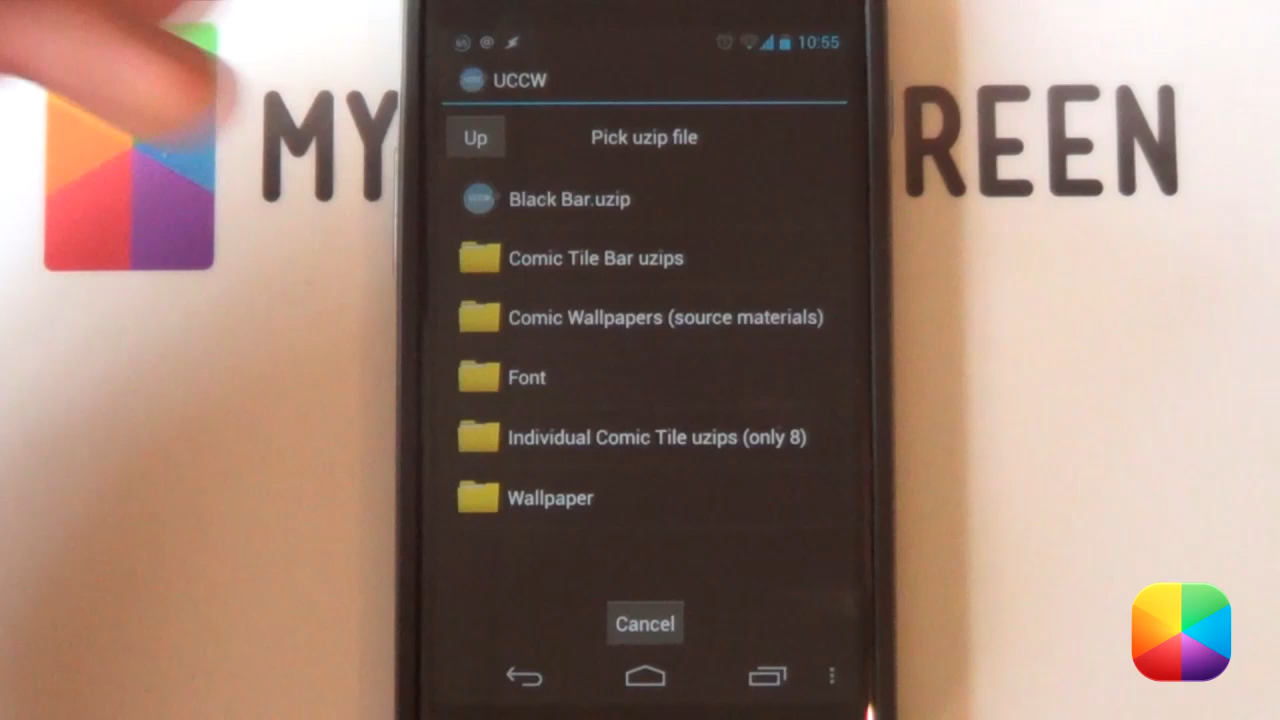 10:55
UCCW
MY REEN
Up Pick uzip file
Black Bar.uzip
Comic Tile Bar uzips
Comic Wallpapers (source materials)
Font
Individual Comic Tile uzips (only 8)
Wallpaper
Cancel